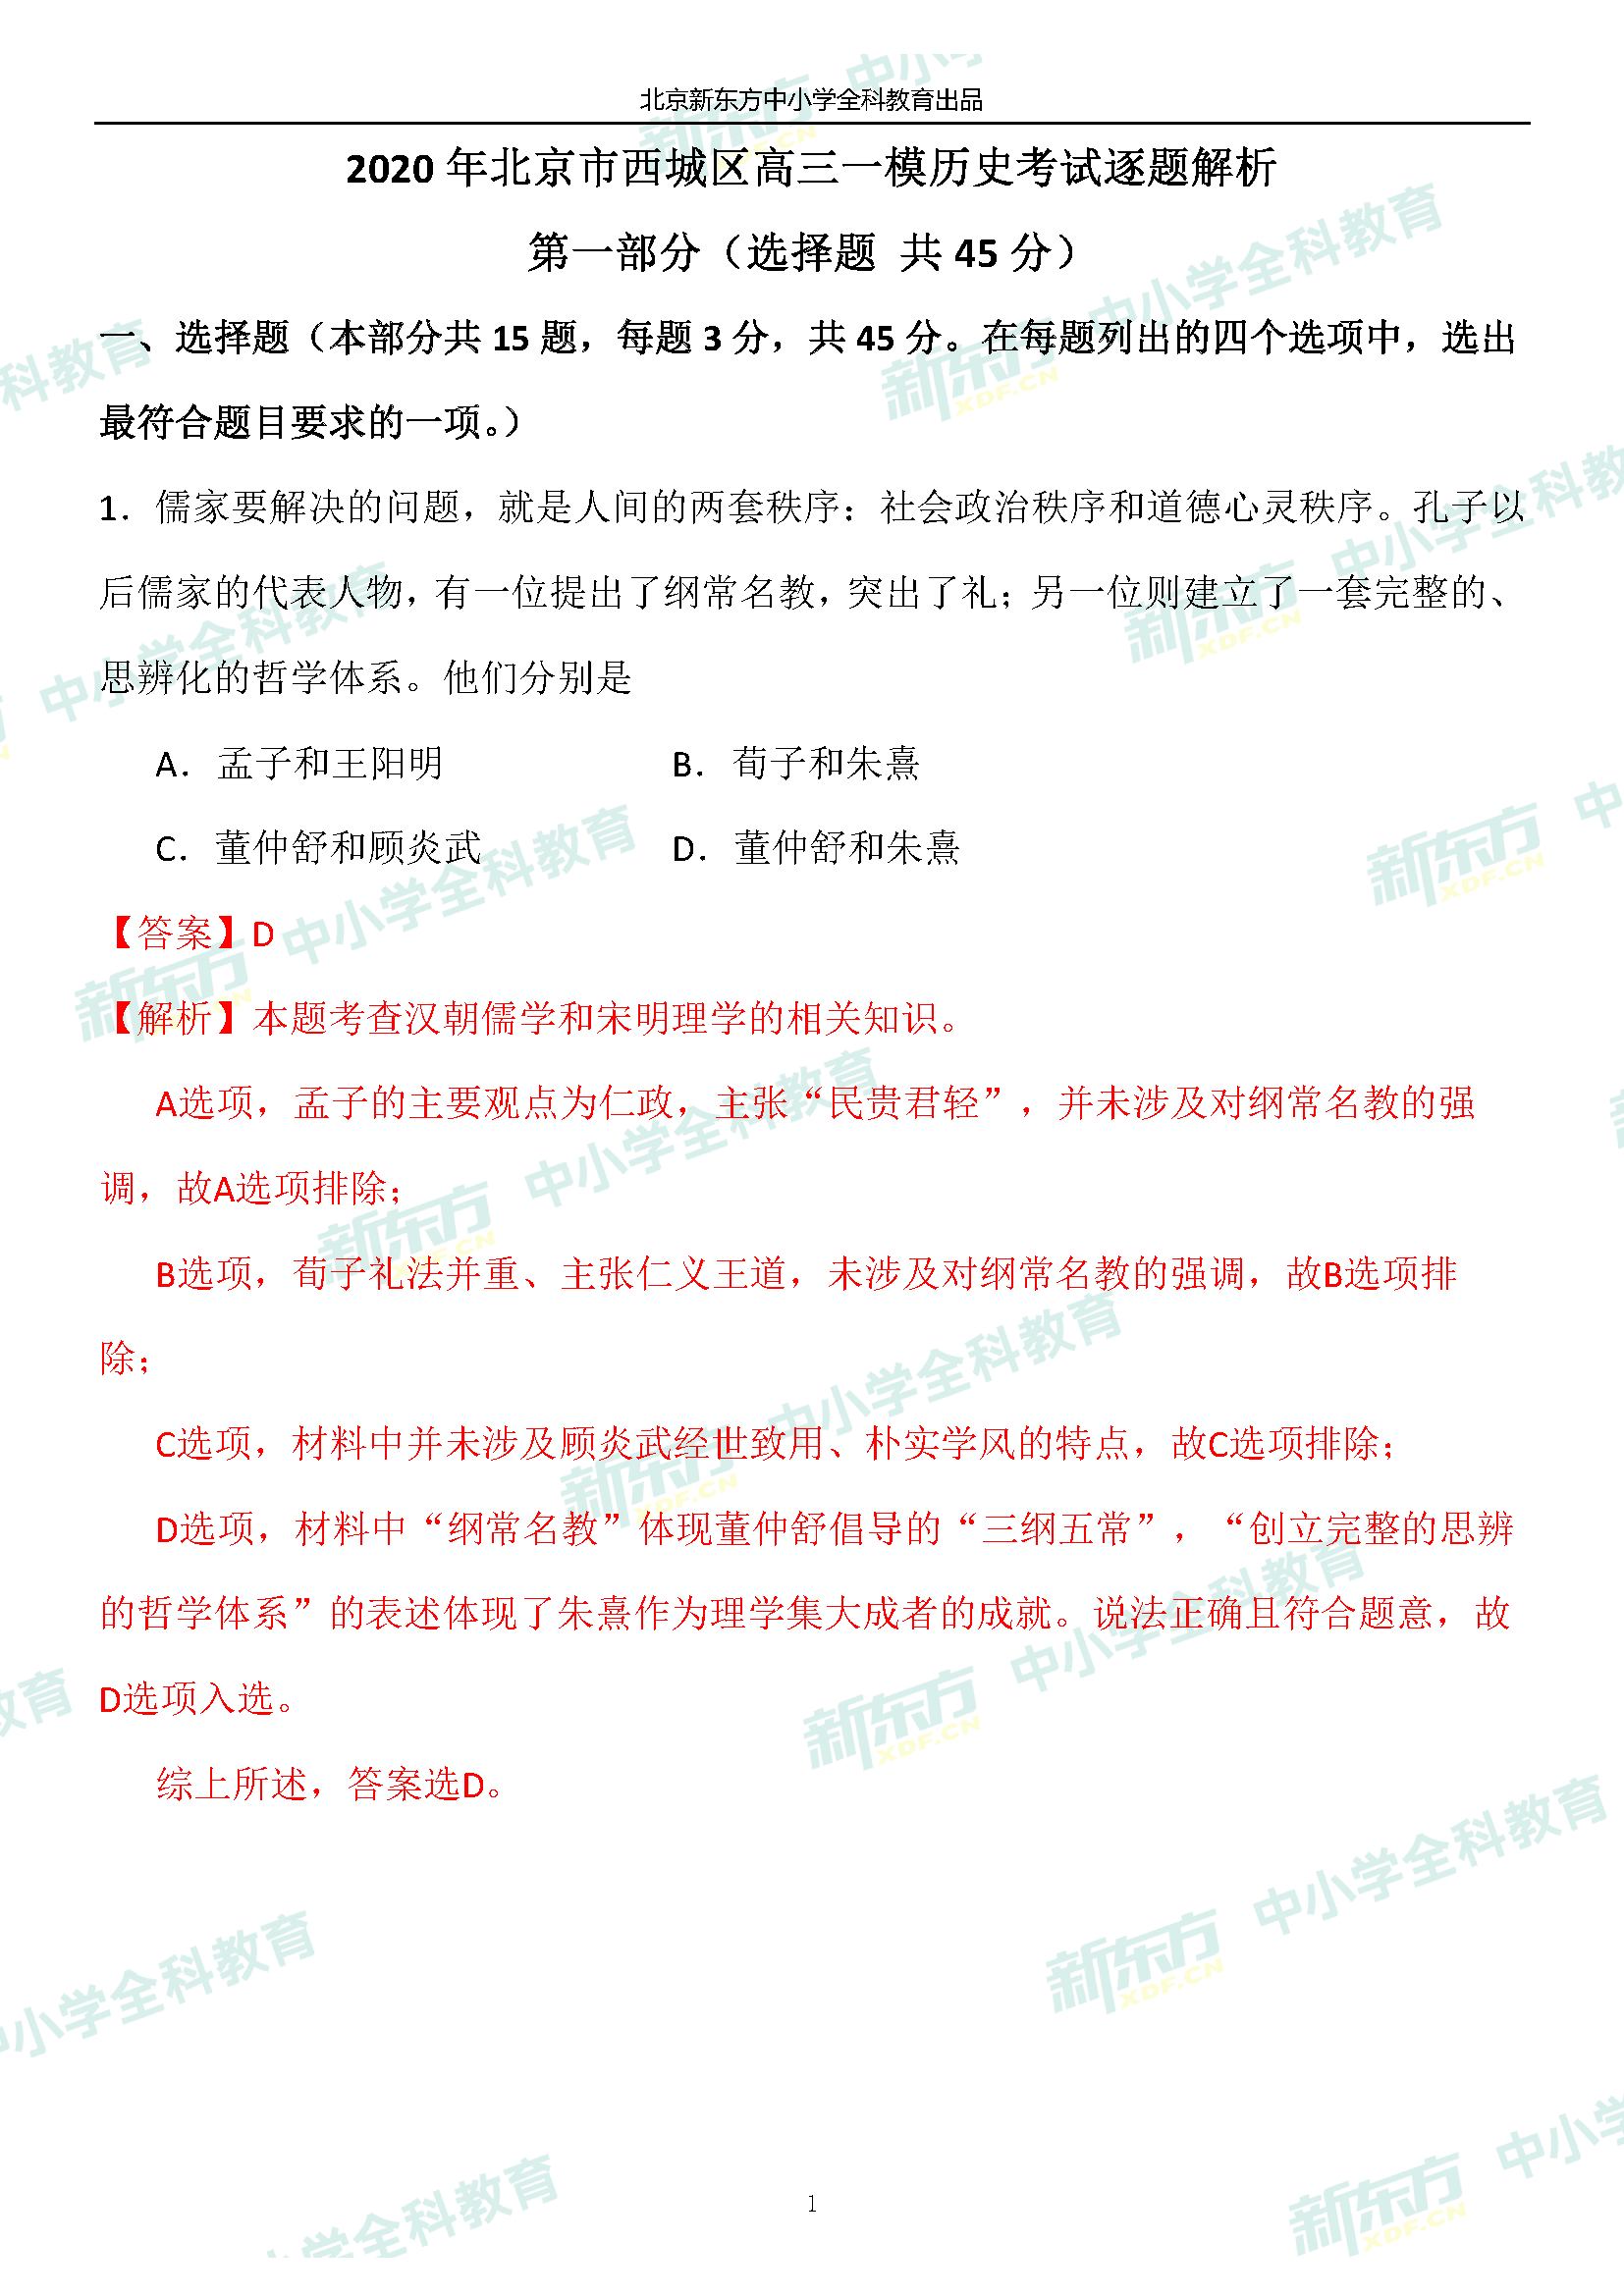 北京新东方中小学全科教育出品
2020 年北京市西城区高三一模历史考试逐题解析
第一部分（选择题 共 45 分）
一、选择题（本部分共 15 题，每题 3 分，共 45 分。在每题列出的四个选项中，选出
最符合题目要求的一项。）
1．儒家要解决的问题，就是人间的两套秩序：社会政治秩序和道德心灵秩序。孔子以
后儒家的代表人物，有一位提出了纲常名教，突出了礼；另一位则建立了一套完整的、
思辨化的哲学体系。他们分别是
A．孟子和王阳明 B．荀子和朱熹
C．董仲舒和顾炎武 D．董仲舒和朱熹
【答案】D
【解析】本题考查汉朝儒学和宋明理学的相关知识。
A选项，孟子的主要观点为仁政，主张“民贵君轻”，并未涉及对纲常名教的强
调，故A选项排除；
B选项，荀子礼法并重、主张仁义王道，未涉及对纲常名教的强调，故B选项排
除；
C选项，材料中并未涉及顾炎武经世致用、朴实学风的特点，故C选项排除；
D选项，材料中“纲常名教”体现董仲舒倡导的“三纲五常”，“创立完整的思辨
的哲学体系”的表述体现了朱熹作为理学集大成者的成就。说法正确且符合题意，故
D选项入选。
综上所述，答案选D。
1
新东方 XDF.CN 中小学全科教育